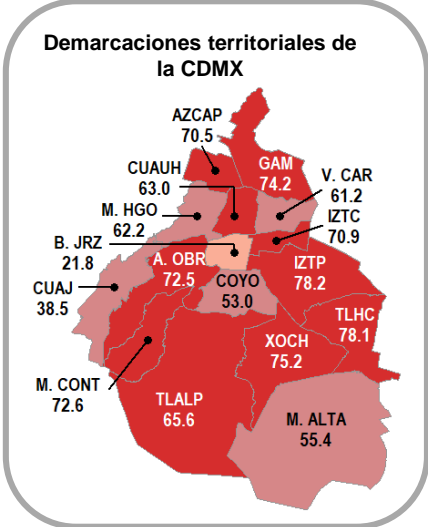 Demarcaciones territoriales de
la CDMX
AZCAP
70.5
GAM
74.2
CUAUH
63.0
V. CAR
61.2
M. HGO
62.2
IZTC
70.9
B. JRZ
21.8
A. OBR
72.5
IZTP
78.2
CUAJ
38.5
COYO
53.0
TLHC
78.1
XOCH
75.2
M. CONT
72.6
TLALP
65.6
M. ALTA
55.4